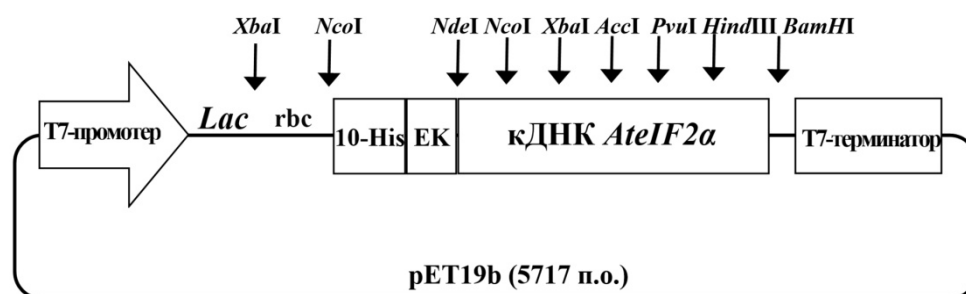 XbaI NcoI NdeI NcoI XbaI AccI PvuI HindIII BamHI
T7-промотер Lac rbc 10-His EK кДНК AteIF2α T7-терминатор
pET19b (5717 п.о.)